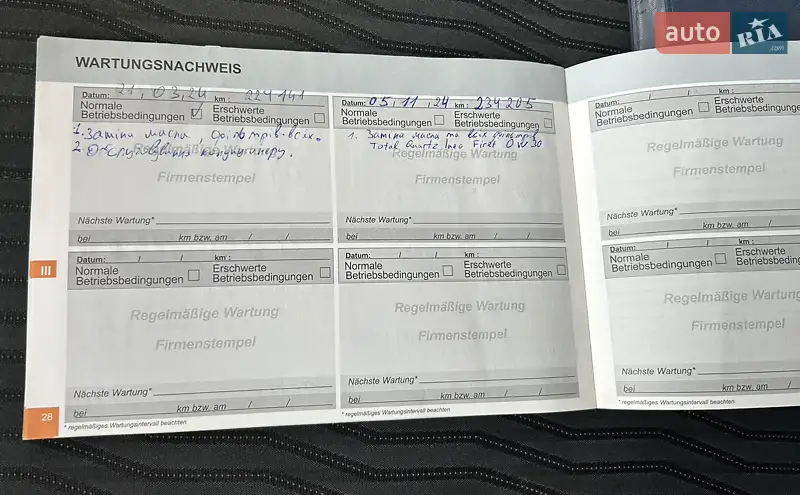 auto RIA
.com
WARTUNGSNACHWEIS
Datum: 21, 03, 24 km: 224141
Normale Betriebsbedingungen
Erschwerte Betriebsbedingungen
1. Заміна масла фільтрів-всіх.
2 Обслуговування кондиціонеру.
Regelmäßige Wartung
Firmenstempel
Nächste Wartung*
bei km bzw. am / /
Datum: 05, 11, 24 km: 234205
Normale Betriebsbedingungen
Erschwerte Betriebsbedingungen
1. Заміна масла та всіх фільтрів
Total Quartz Ineo First 0w30
Regelmäßige Wartung
Firmenstempel
Nächste Wartung*
bei km bzw. am / /
Datum: / / km:
Normale Betriebsbedingungen
Erschwerte Betriebsbedingungen
Regelmäßige Wartung
Firmenstempel
Nächste Wartung*
bei km bzw. am / /
III
Datum: / / km:
Normale Betriebsbedingungen
Erschwerte Betriebsbedingungen
Regelmäßige Wartung
Firmenstempel
Nächste Wartung*
bei km bzw. am / /
Datum: / / km:
Normale Betriebsbedingungen
Erschwerte Betriebsbedingungen
Regelmäßige Wartung
Firmenstempel
Nächste Wartung*
bei km bzw. am / /
Datum: / / km:
Normale Betriebsbedingungen
Erschwerte
Regelmäßige Wartung
Firmenstempel
Nächste Wartung*
bei km bzw. am / /
28
* regelmäßiges Wartungsintervall beachten
* regelmäßiges Wartungsintervall beachten
* regelmäßiges Wartungsintervall beachten